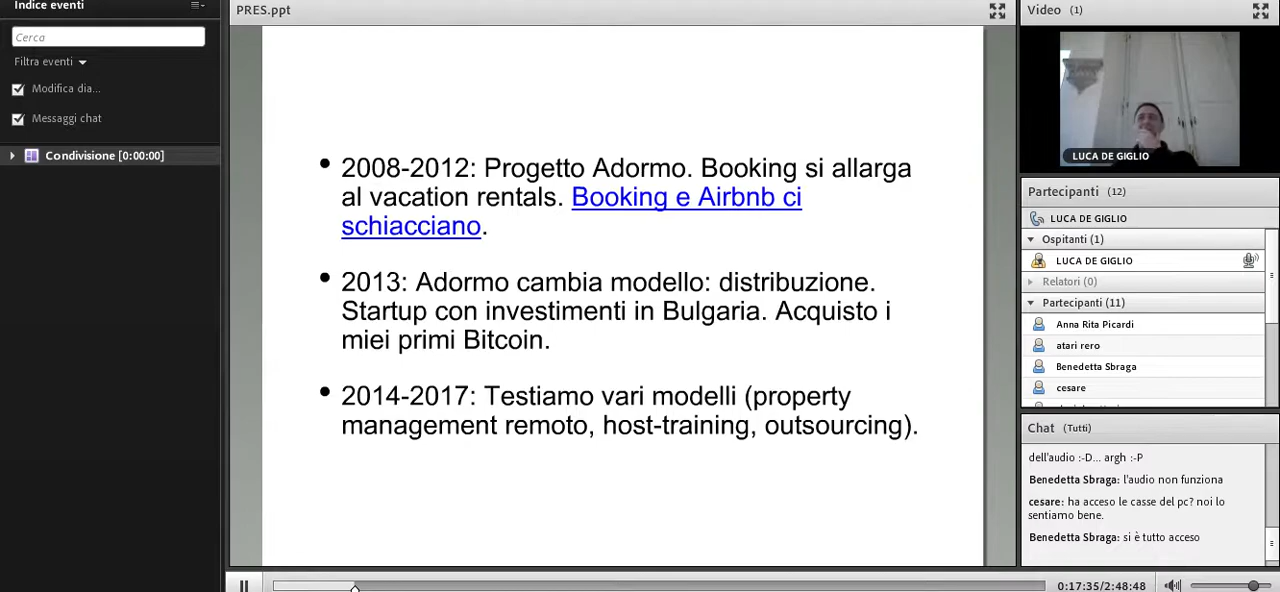 Indice eventi
Cerca
Filtra eventi
Modifica dia...
Messaggi chat
Condivisione [0:00:00]
PRES.ppt
2008-2012: Progetto Adormo. Booking si allarga
al vacation rentals. Booking e Airbnb ci
schiacciano.
2013: Adormo cambia modello: distribuzione.
Startup con investimenti in Bulgaria. Acquisto i
miei primi Bitcoin.
2014-2017: Testiamo vari modelli (property
management remoto, host-training, outsourcing).
Video (1)
LUCA DE GIGLIO
Partecipanti (12)
LUCA DE GIGLIO
Ospitanti (1)
LUCA DE GIGLIO
Relatori (0)
Partecipanti (11)
Anna Rita Picardi
atari rero
Benedetta Sbraga
cesare
Chat (Tutti)
dell'audio :-D... argh :-P
Benedetta Sbraga: l'audio non funziona
cesare: ha acceso le casse del pc? noi lo
sentiamo bene.
Benedetta Sbraga: si è tutto acceso
0:17:35/2:48:48